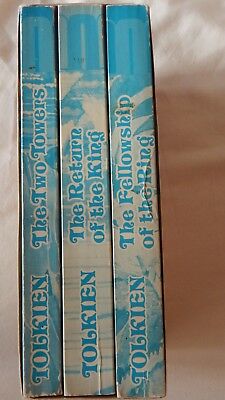 The Two Towers
TOLKIEN
The Return
of the King
TOLKIEN
The Fellowship
of the Ring
TOLKIEN